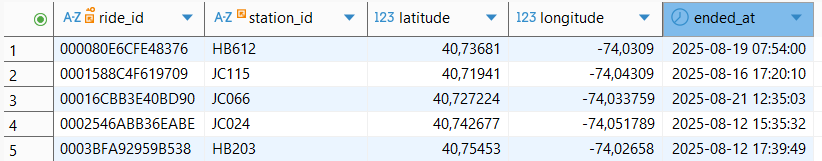 A-Z ride_id A-Z station_id 123 latitude 123 longitude ended_at
1 000080E6CFE48376 HB612 40,73681 -74,0309 2025-08-19 07:54:00
2 0001588C4F619709 JC115 40,71941 -74,04309 2025-08-16 17:20:10
3 00016CBB3E40BD90 JC066 40,727224 -74,033759 2025-08-21 12:35:03
4 0002546ABB36EABE JC024 40,742677 -74,051789 2025-08-12 15:35:32
5 0003BFA92959B538 HB203 40,75453 -74,02658 2025-08-12 17:39:49